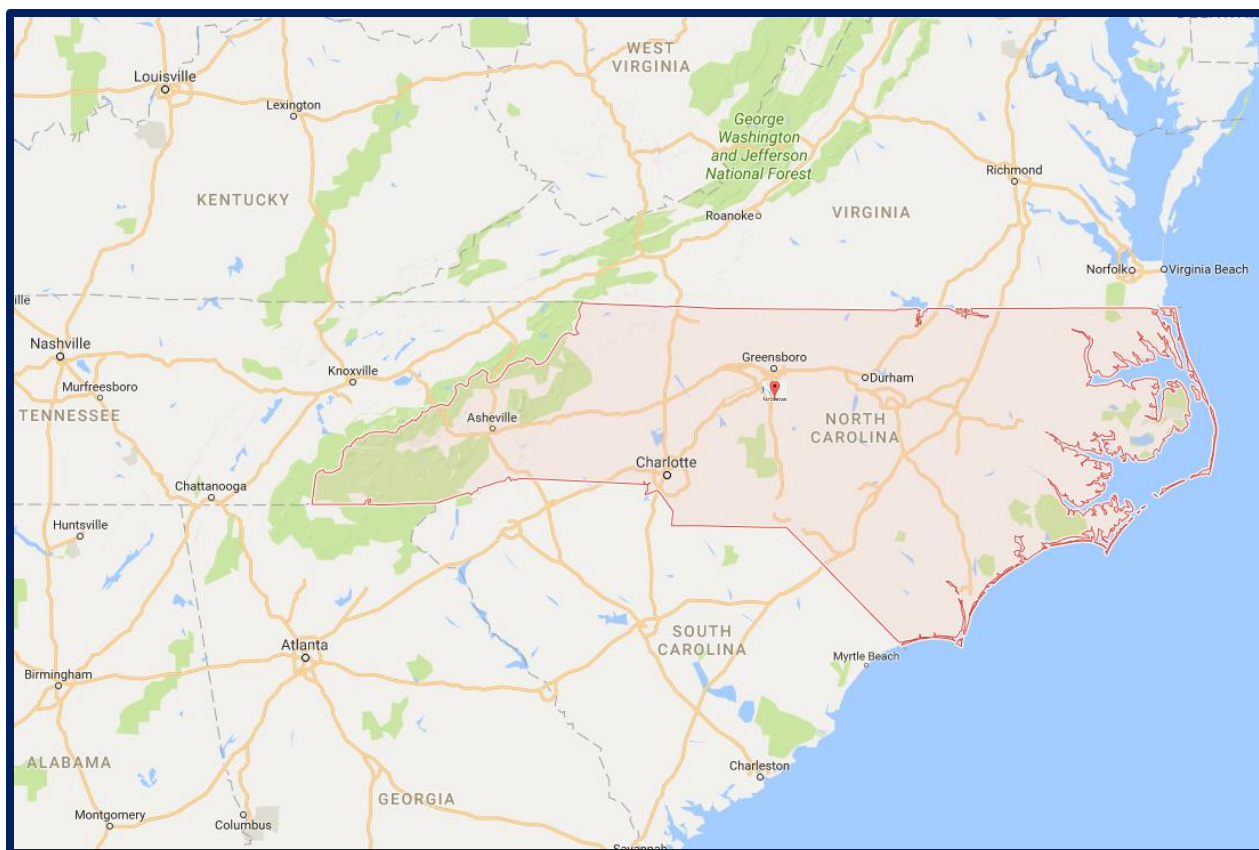 WEST
VIRGINIA
Louisville
Lexington
George
Washington
and Jefferson
National Forest
Richmond
KENTUCKY
Roanoke
VIRGINIA
Norfolk
Virginia Beach
ille
Nashville
Greensboro
Knoxville
Durham
Murfreesboro
TENNESSEE
Asheville
NORTH
CAROLINA
Charlotte
Chattanooga
Huntsville
SOUTH
CAROLINA
Atlanta
Myrtle Beach
Birmingham
ALABAMA
Charleston
GEORGIA
Montgomery
Columbus
Savannah